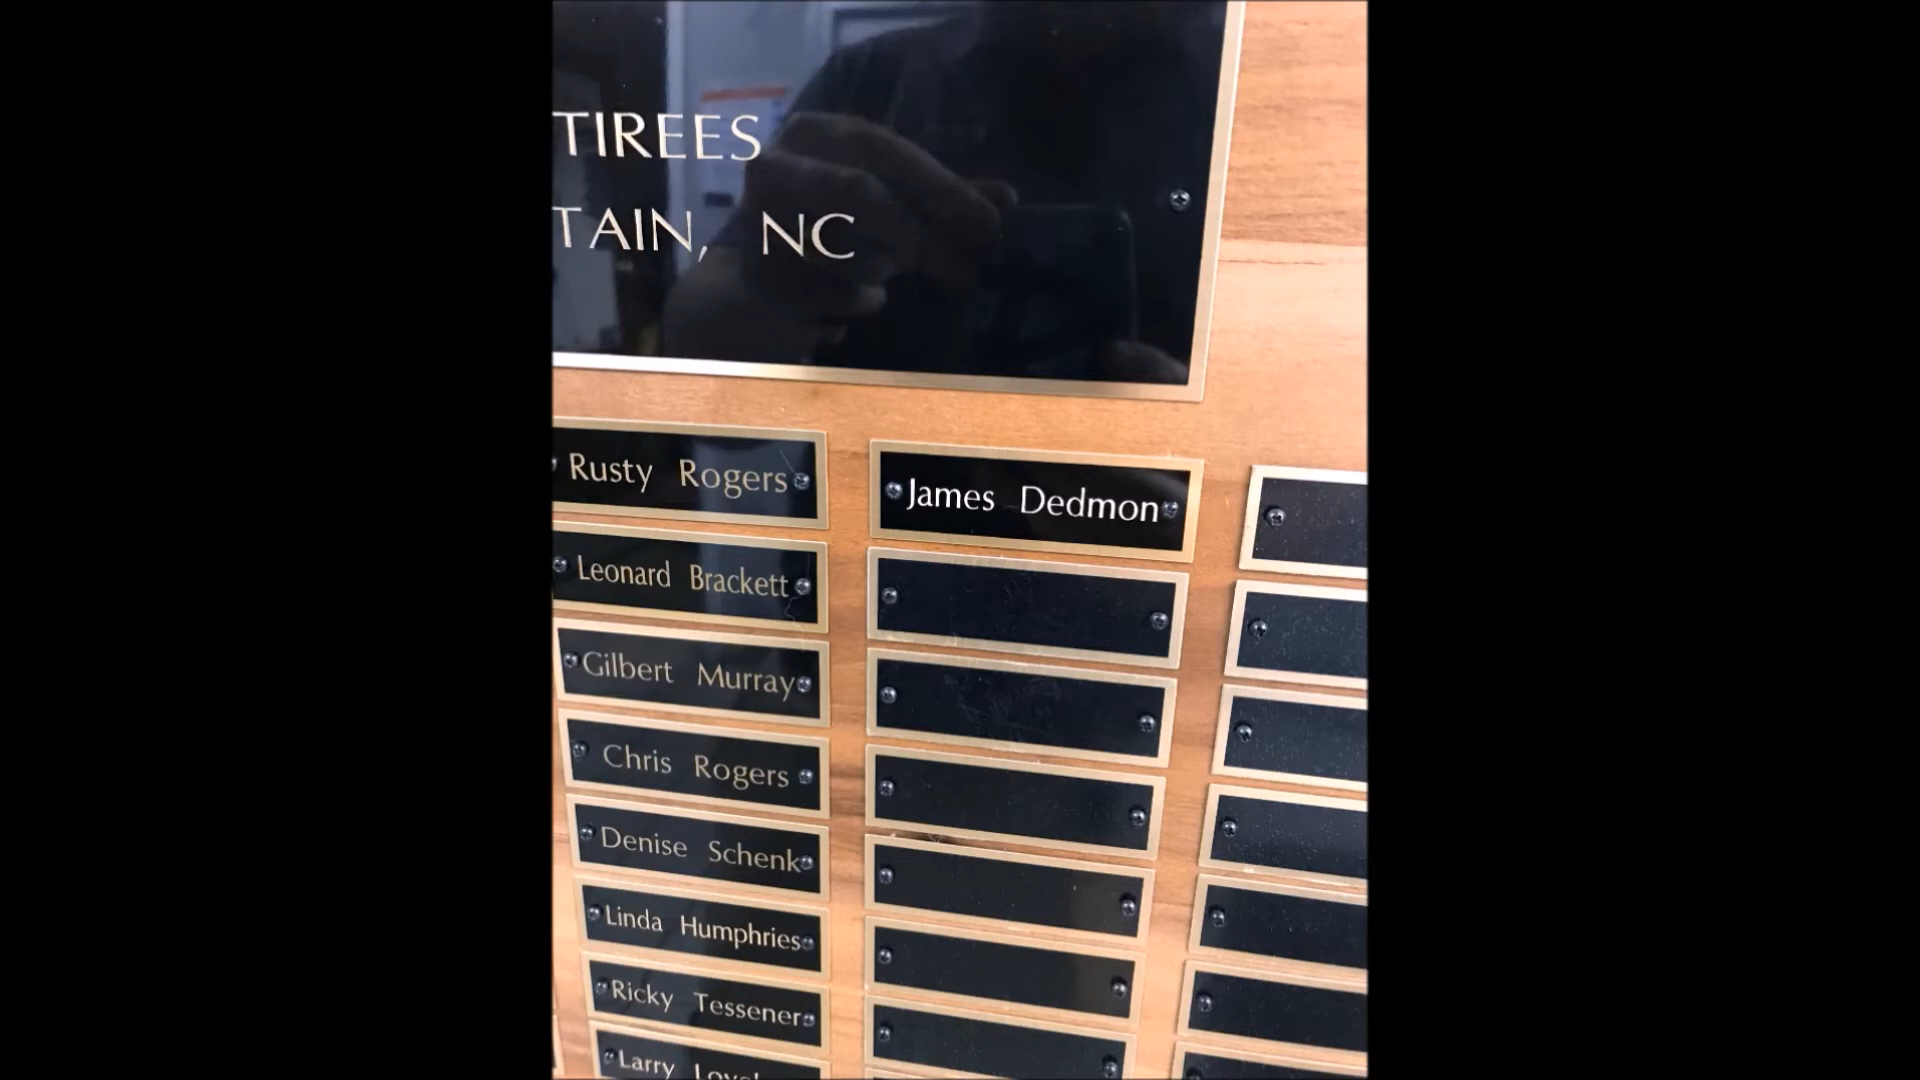 TIREES
TAIN, NC
Rusty Rogers
James Dedmon
Leonard Brackett
Gilbert Murray
Chris Rogers
Denise Schenk
Linda Humphries
Ricky Tessener
Larry